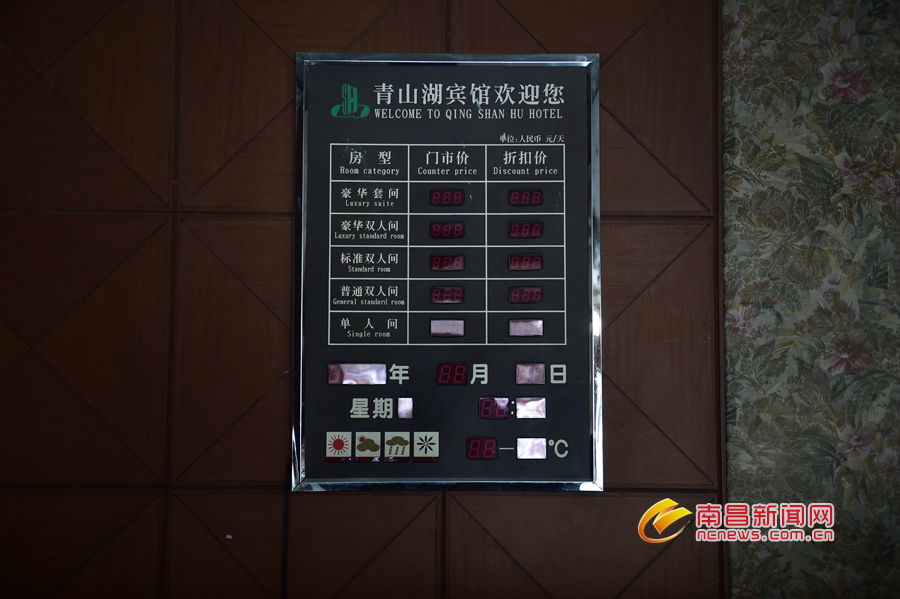 青山湖宾馆欢迎您
WELCOME TO QING SHAN HU HOTEL
单位:人民币 元/天
房 型 门市价 折扣价
Room category Counter price Discount price
豪华套间
Luxury suite
豪华双人间
Luxury standard room
标准双人间
Standard room
普通双人间
General standard room
单 人 间
Single room
年 月 日
星期 :
— ℃
南昌新闻网
ncnews.com.cn